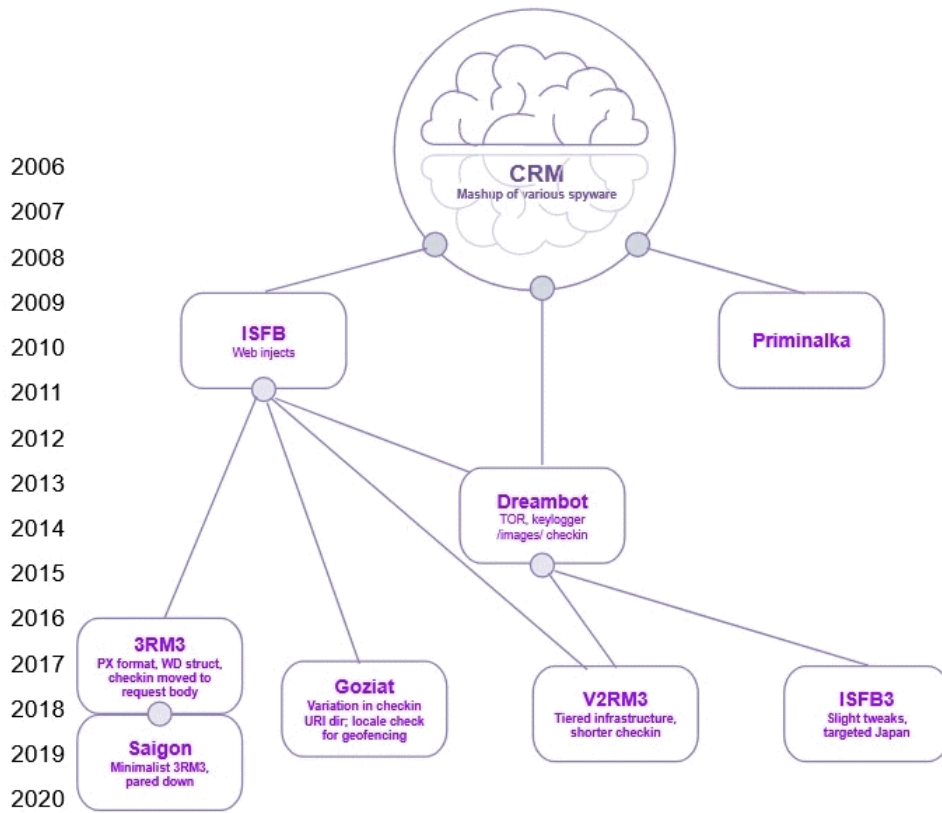 2006
2007
2008
2009
2010
2011
2012
2013
2014
2015
2016
2017
2018
2019
2020
CRM
Mashup of various spyware
ISFB
Web injects
Priminalka
Dreambot
TOR, keylogger
/images/ checkin
3RM3
PX format, WD struct,
checkin moved to
request body
Saigon
Minimalist 3RM3,
pared down
Goziat
Variation in checkin
URI dir; locale check
for geofencing
V2RM3
Tiered infrastructure,
shorter checkin
ISFB3
Slight tweaks,
targeted Japan